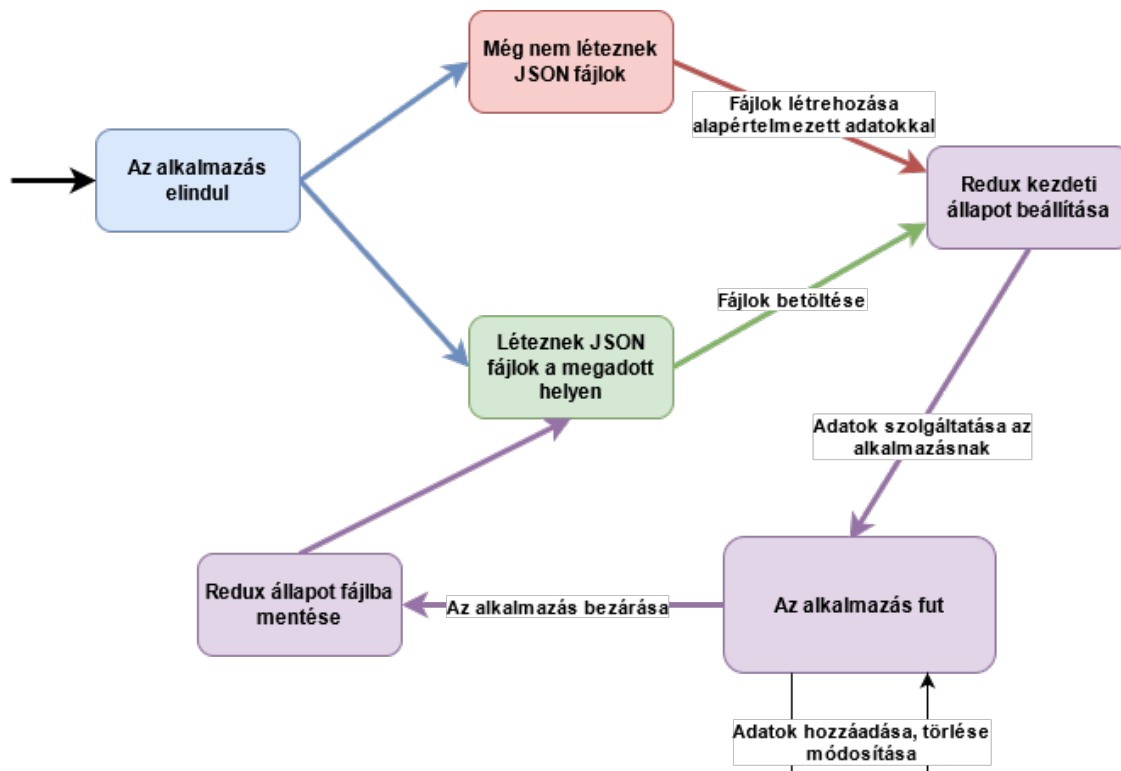 Még nem léteznek
JSON fájlok
Fájlok létrehozása
alapértelmezett adatokkal
Az alkalmazás
elindul
Redux kezdeti
állapot beállítása
Fájlok betöltése
Léteznek JSON
fájlok a megadott
helyen
Adatok szolgáltatása az
alkalmazásnak
Redux állapot fájlba
mentése
Az alkalmazás bezárása
Az alkalmazás fut
Adatok hozzáadása, törlése
módosítása